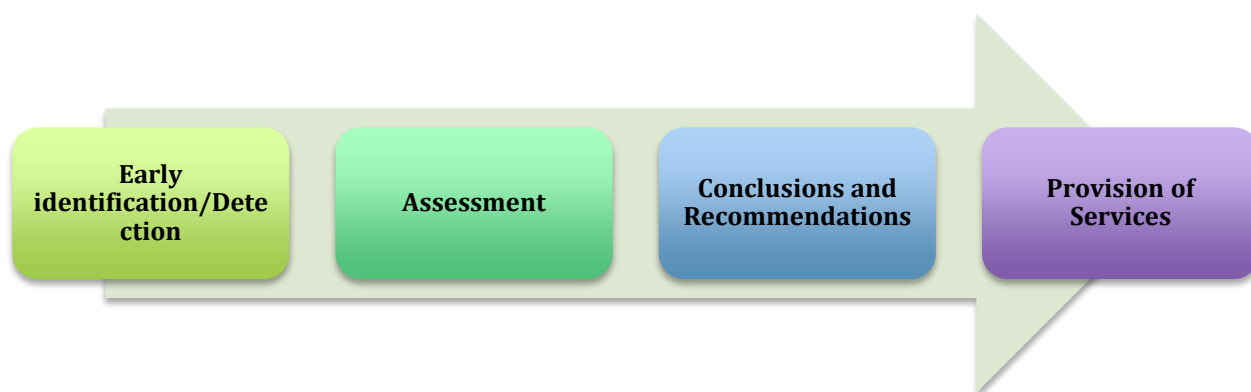 Early
identification/Dete
ction
Assessment
Conclusions and
Recommendations
Provision of
Services